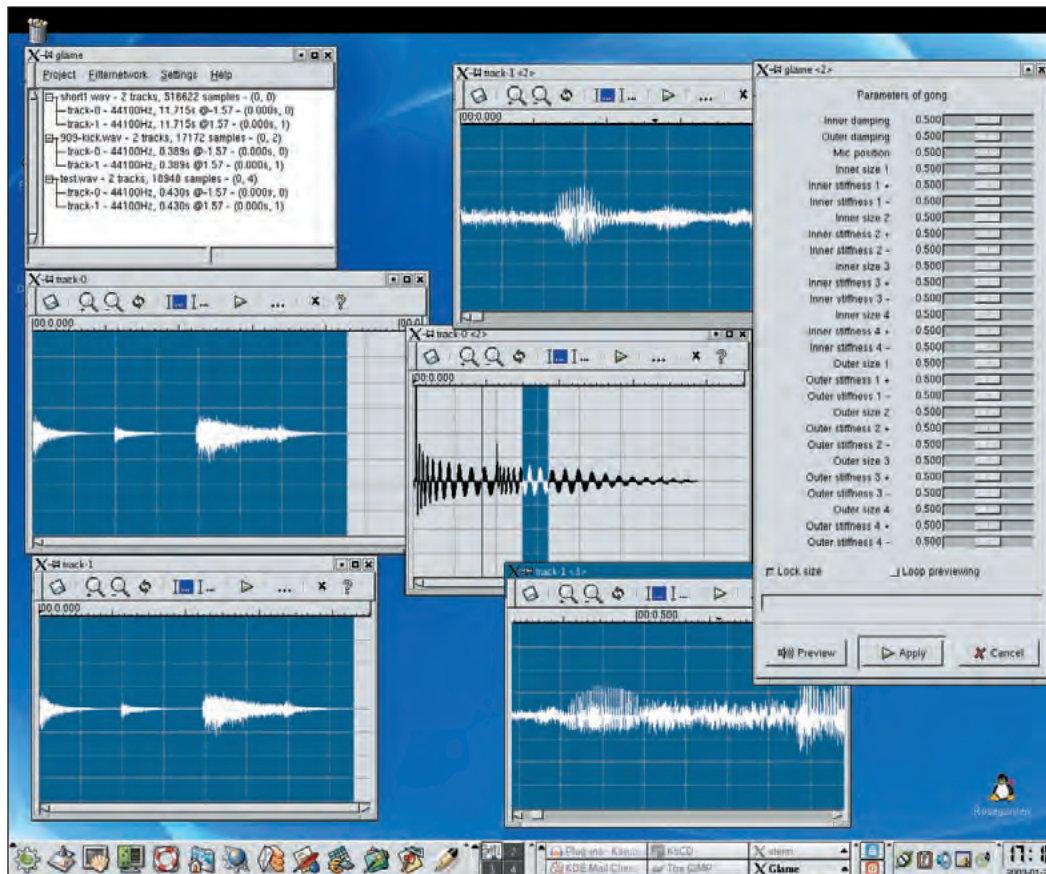 glame
Project Filternetwork Settings Help
short1.wav - 2 tracks, 516622 samples - (0, 0)
track-0 - 44100Hz, 11.715s @-1.57 - (0.000s, 0)
track-1 - 44100Hz, 11.715s @1.57 - (0.000s, 1)
909-kick.wav - 2 tracks, 17172 samples - (0, 2)
track-0 - 44100Hz, 0.389s @-1.57 - (0.000s, 0)
track-1 - 44100Hz, 0.389s @1.57 - (0.000s, 1)
test.wav - 2 tracks, 18948 samples - (0, 4)
track-0 - 44100Hz, 0.430s @-1.57 - (0.000s, 0)
track-1 - 44100Hz, 0.430s @1.57 - (0.000s, 1)
track-1 <2>
00:0.000
track-0
00:0.000
track-0 <2>
00:0.000
track-1
00:0.000
track-1 <3>
00:0.500
glame <2>
Parameters of gong
Inner damping 0.500
Outer damping 0.500
Mic position 0.500
Inner size 1 0.500
Inner stiffness 1 + 0.500
Inner stiffness 1 - 0.500
Inner size 2 0.500
Inner stiffness 2 + 0.500
Inner stiffness 2 - 0.500
Inner size 3 0.500
Inner stiffness 3 + 0.500
Inner stiffness 3 - 0.500
Inner size 4 0.500
Inner stiffness 4 + 0.500
Inner stiffness 4 - 0.500
Outer size 1 0.500
Outer stiffness 1 + 0.500
Outer stiffness 1 - 0.500
Outer size 2 0.500
Outer stiffness 2 + 0.500
Outer stiffness 2 - 0.500
Outer size 3 0.500
Outer stiffness 3 + 0.500
Outer stiffness 3 - 0.500
Outer size 4 0.500
Outer stiffness 4 + 0.500
Outer stiffness 4 - 0.500
Lock size Loop previewing
Preview Apply Cancel
Rosegarden
Plug-ins - KsCD xterm
KDE Mail The GIMP Glame
17:1